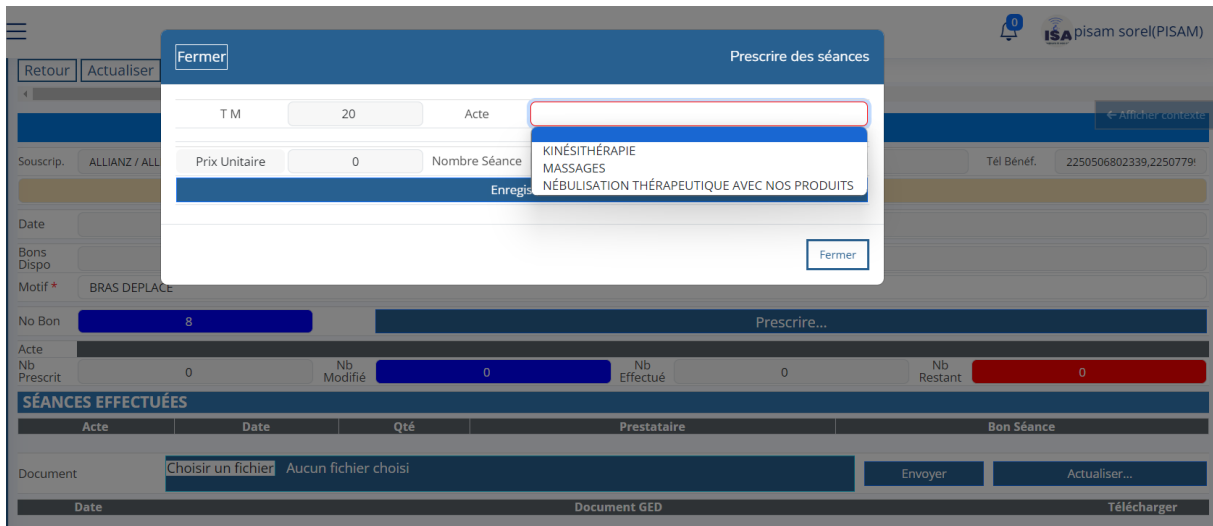 0
ISA pisam sorel(PISAM)
Fermer Prescrire des séances
Retour Actualiser
T M 20 Acte
← Afficher contexte
KINÉSITHÉRAPIE
MASSAGES
NÉBULISATION THÉRAPEUTIQUE AVEC NOS PRODUITS
Souscrip. ALLIANZ / ALL Prix Unitaire 0 Nombre Séance Tél Bénéf. 2250506802339,2250779
Enregis
Date
Bons Dispo
Fermer
Motif * BRAS DEPLACE
No Bon 8 Prescrire...
Acte
Nb Prescrit 0 Nb Modifié 0 Nb Effectué 0 Nb Restant 0
SÉANCES EFFECTUÉES
Acte Date Qté Prestataire Bon Séance
Document Choisir un fichier Aucun fichier choisi Envoyer Actualiser...
Date Document GED Télécharger